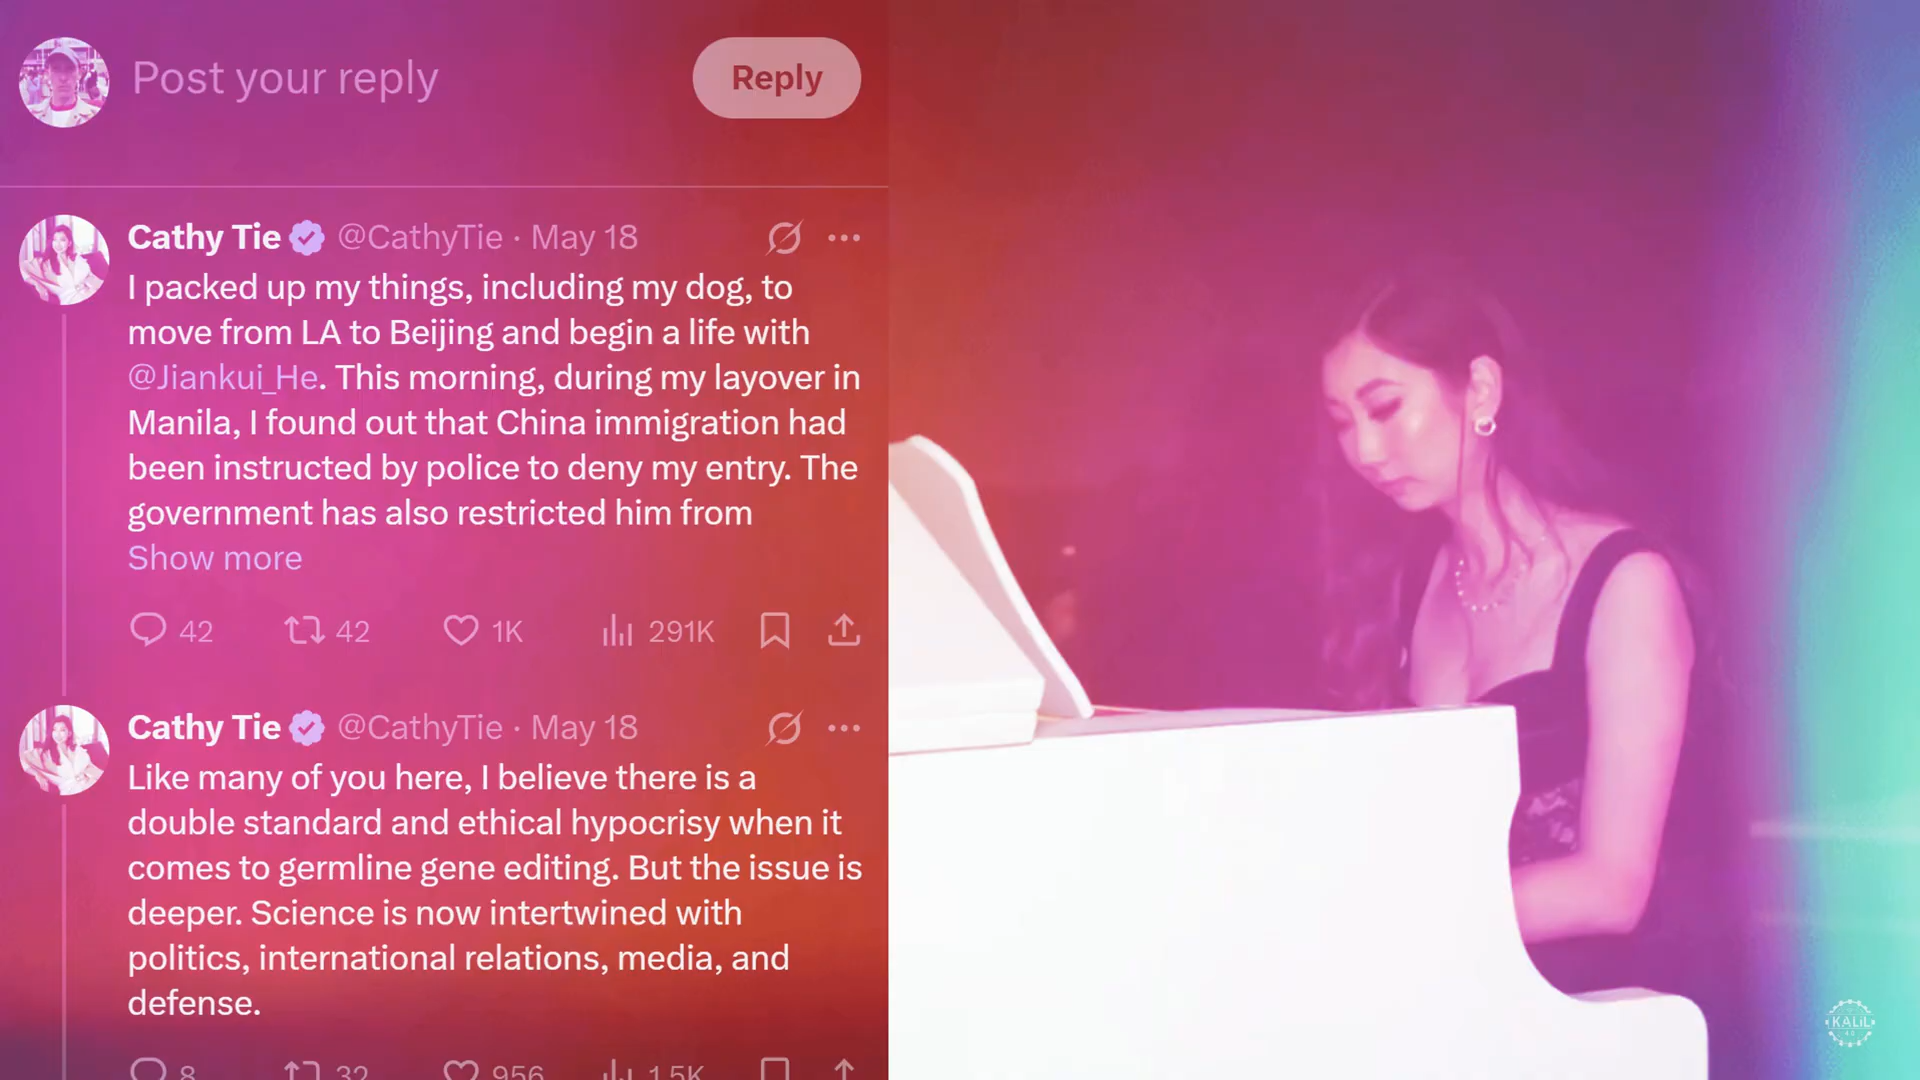 Post your reply
Reply
Cathy Tie @CathyTie · May 18
I packed up my things, including my dog, to
move from LA to Beijing and begin a life with
@Jiankui_He. This morning, during my layover in
Manila, I found out that China immigration had
been instructed by police to deny my entry. The
government has also restricted him from
Show more
42 42 1K 291K
Cathy Tie @CathyTie · May 18
Like many of you here, I believe there is a
double standard and ethical hypocrisy when it
comes to germline gene editing. But the issue is
deeper. Science is now intertwined with
politics, international relations, media, and
defense.
8 32 956 15K
KALIL